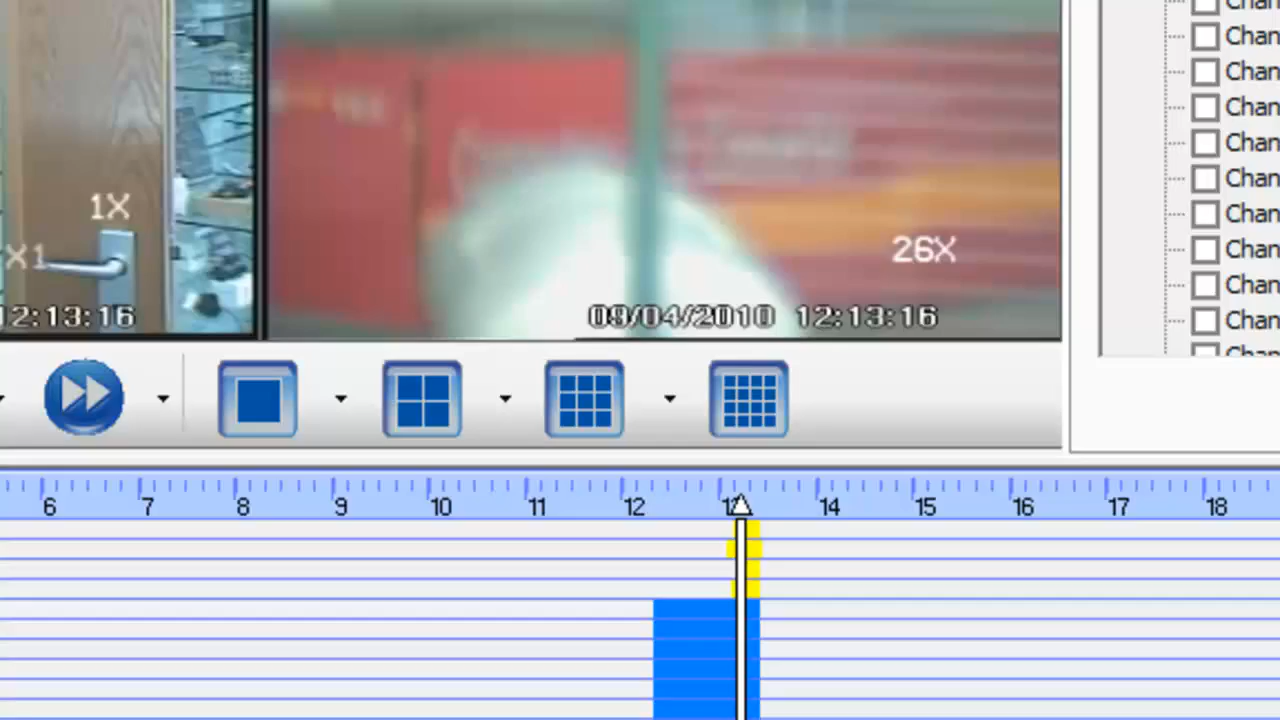 1X
X1
12:13:16
26X
09/04/2010 12:13:16
Chan
Chan
Chan
Chan
Chan
Chan
Chan
Chan
Chan
Chan
6 7 8 9 10 11 12 13 14 15 16 17 18